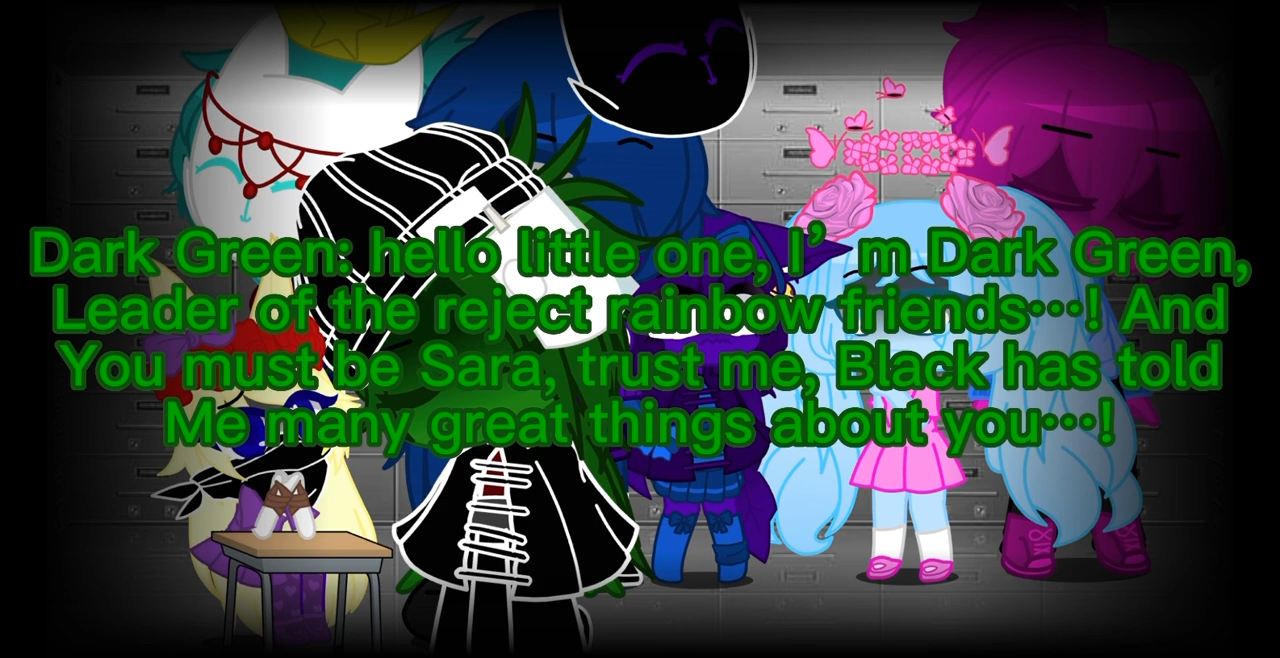 Dark Green: hello little one, I’m Dark Green,
Leader of the reject rainbow friends…! And
You must be Sara, trust me, Black has told
Me many great things about you…!